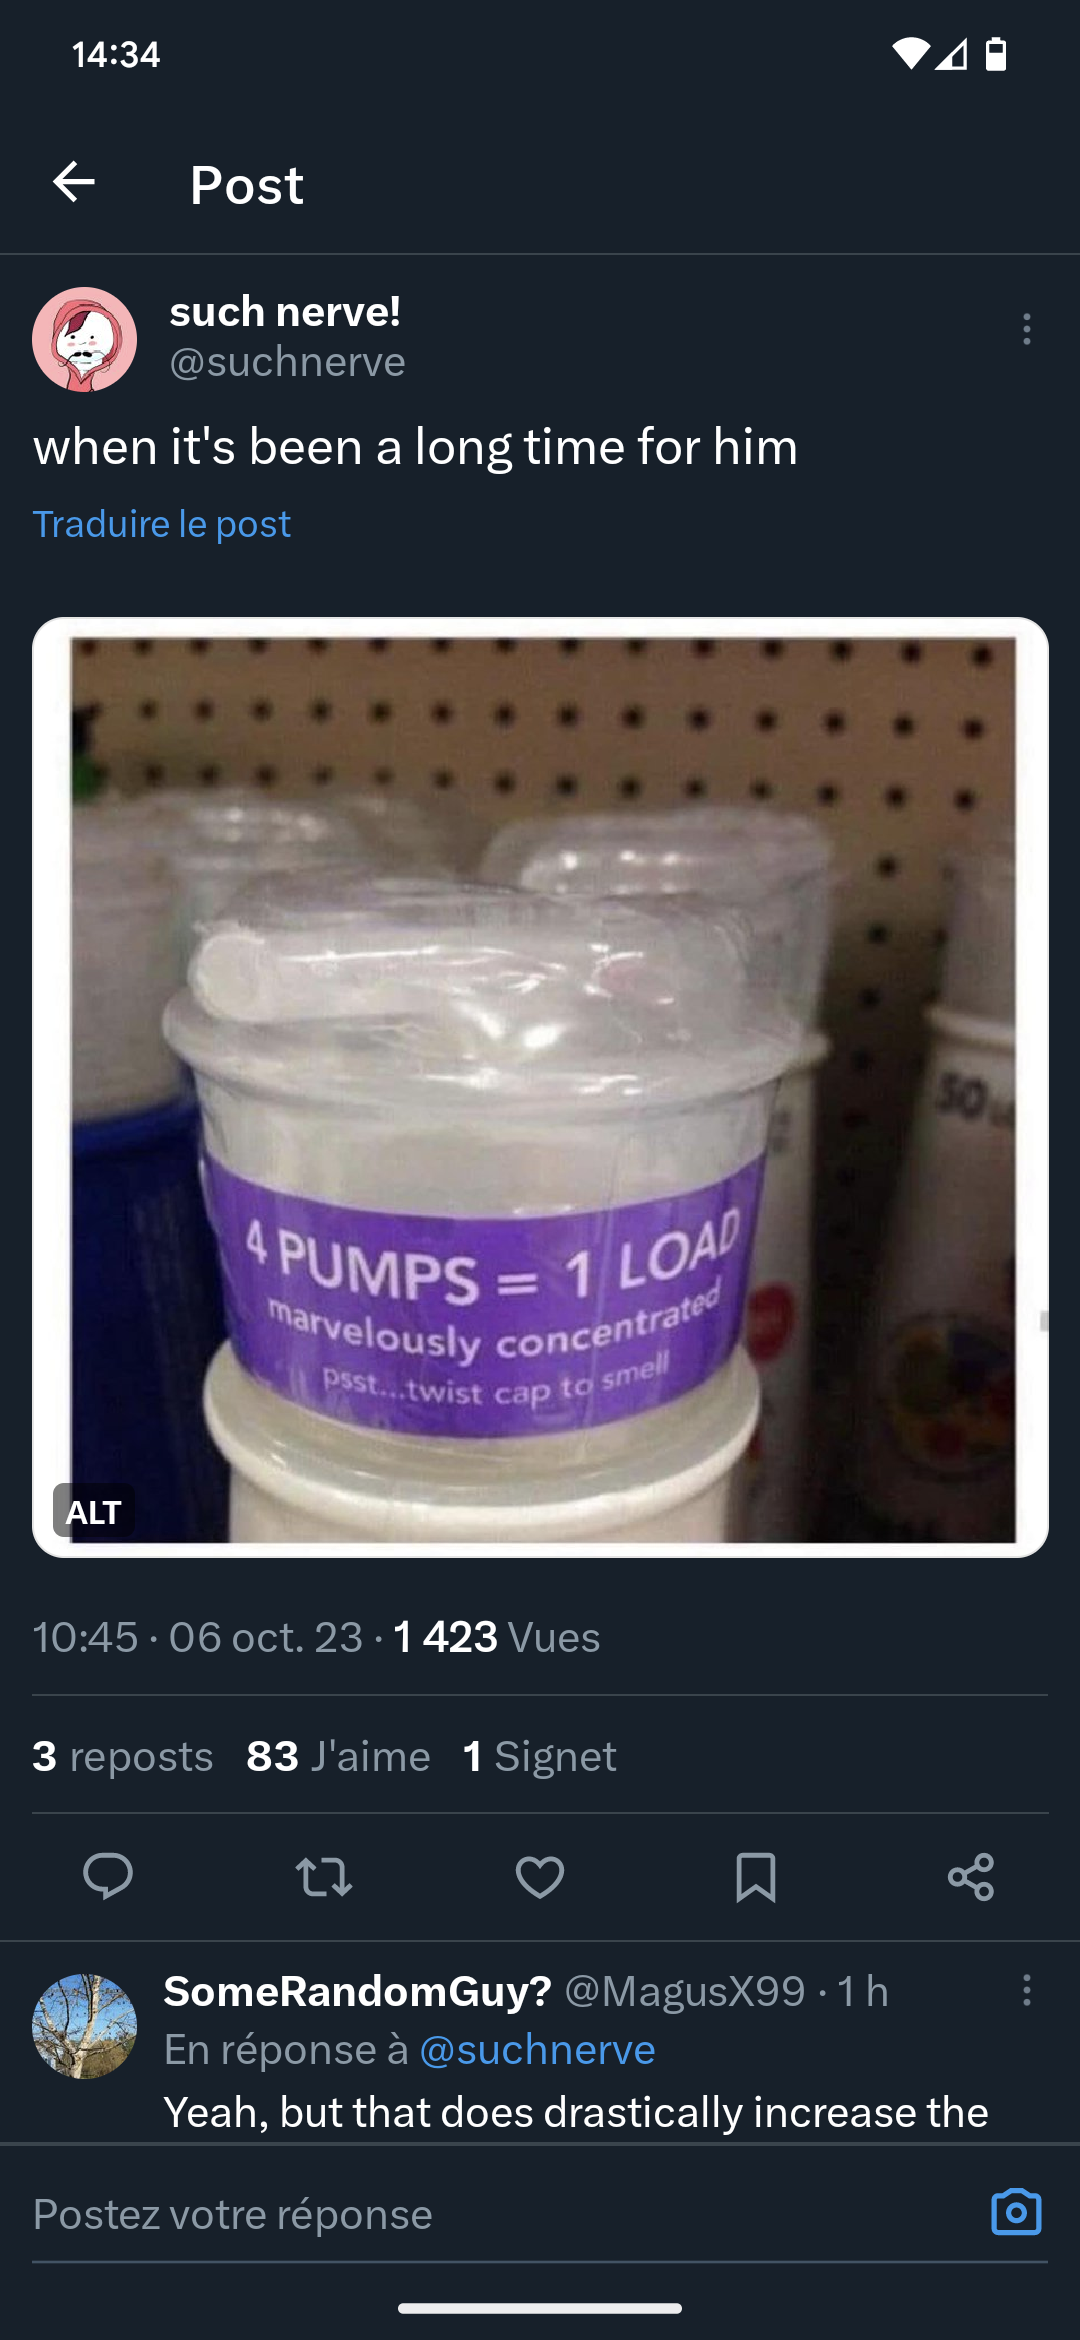 14:34
Post
such nerve!
@suchnerve
when it's been a long time for him
Traduire le post
50
4 PUMPS = 1 LOAD
marvelously concentrated
psst...twist cap to smell
ALT
10:45 · 06 oct. 23 · 1 423 Vues
3 reposts 83 J'aime 1 Signet
SomeRandomGuy? @MagusX99 · 1 h
En réponse à @suchnerve
Yeah, but that does drastically increase the
Postez votre réponse